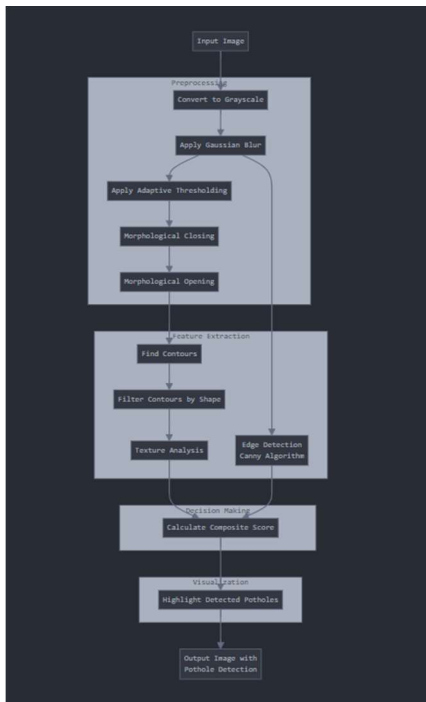 Input Image
Preprocessing
Convert to Grayscale
Apply Gaussian Blur
Apply Adaptive Thresholding
Morphological Closing
Morphological Opening
Feature Extraction
Find Contours
Filter Contours by Shape
Texture Analysis
Edge Detection
Canny Algorithm
Decision Making
Calculate Composite Score
Visualization
Highlight Detected Potholes
Output Image with
Pothole Detection